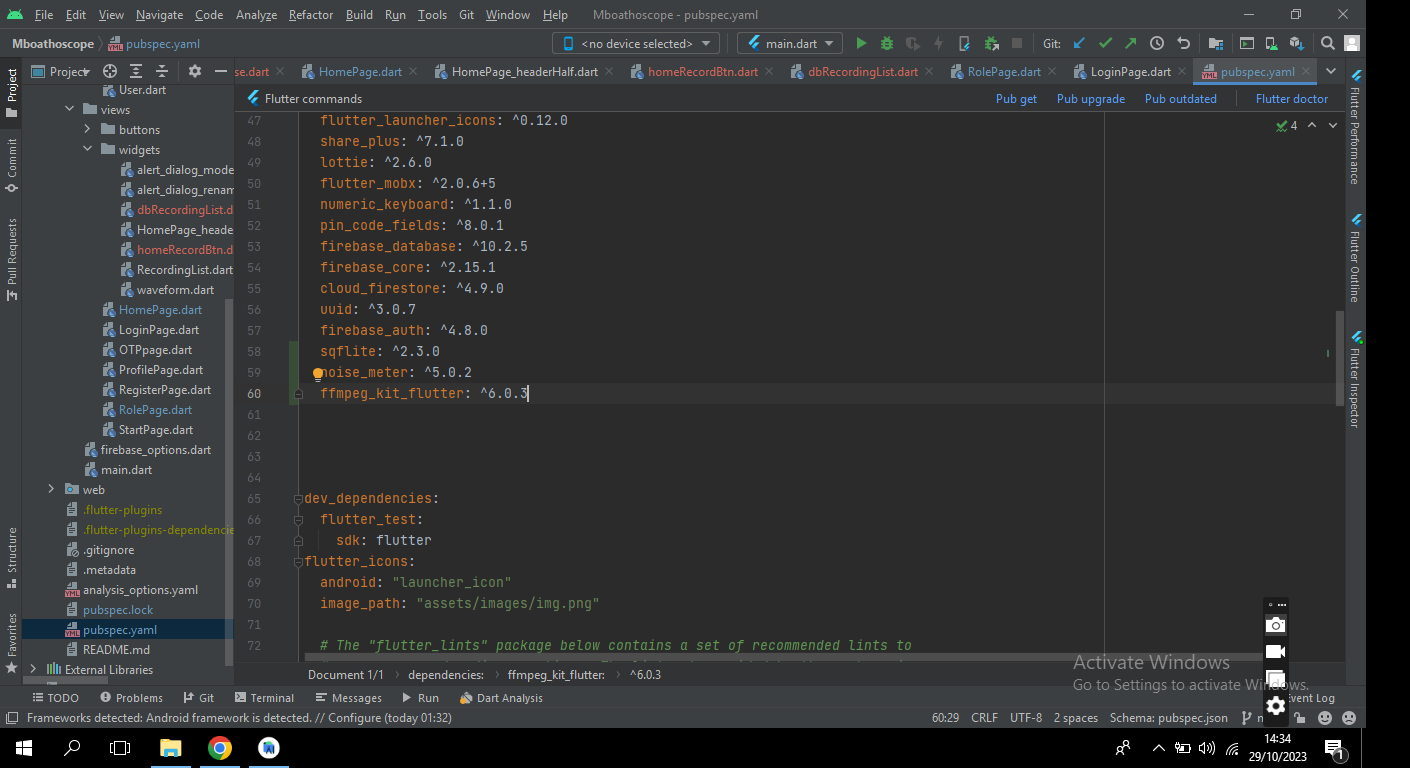 File Edit View Navigate Code Analyze Refactor Build Run Tools Git Window Help Mboathoscope - pubspec.yaml
Mboathoscope pubspec.yaml <no device selected> main.dart Git:
Project se.dart HomePage.dart HomePage_headerHalf.dart homeRecordBtn.dart dbRecordingList.dart RolePage.dart LoginPage.dart pubspec.yaml
Flutter commands Pub get Pub upgrade Pub outdated Flutter doctor
User.dart
views
buttons
widgets
alert_dialog_mode
alert_dialog_renam
dbRecordingList.d
HomePage_heade
homeRecordBtn.d
RecordingList.dart
waveform.dart
HomePage.dart
LoginPage.dart
OTPpage.dart
ProfilePage.dart
RegisterPage.dart
RolePage.dart
StartPage.dart
firebase_options.dart
main.dart
web
.flutter-plugins
.flutter-plugins-dependencie
.gitignore
.metadata
analysis_options.yaml
pubspec.lock
pubspec.yaml
README.md
External Libraries
Project
Commit
Pull Requests
Structure
Favorites
47 flutter_launcher_icons: ^0.12.0
48 share_plus: ^7.1.0
49 lottie: ^2.6.0
50 flutter_mobx: ^2.0.6+5
51 numeric_keyboard: ^1.1.0
52 pin_code_fields: ^8.0.1
53 firebase_database: ^10.2.5
54 firebase_core: ^2.15.1
55 cloud_firestore: ^4.9.0
56 uuid: ^3.0.7
57 firebase_auth: ^4.8.0
58 sqflite: ^2.3.0
59 noise_meter: ^5.0.2
60 ffmpeg_kit_flutter: ^6.0.3
61
62
63
64
65 dev_dependencies:
66 flutter_test:
67 sdk: flutter
68 flutter_icons:
69 android: "launcher_icon"
70 image_path: "assets/images/img.png"
71
72 # The "flutter_lints" package below contains a set of recommended lints to
4
Flutter Performance
Flutter Outline
Flutter Inspector
Activate Windows
Go to Settings to activate Windows.
Document 1/1 dependencies: ffmpeg_kit_flutter: ^6.0.3
TODO Problems Git Terminal Messages Run Dart Analysis Event Log
Frameworks detected: Android framework is detected. // Configure (today 01:32) 60:29 CRLF UTF-8 2 spaces Schema: pubspec.json
14:34
29/10/2023
1